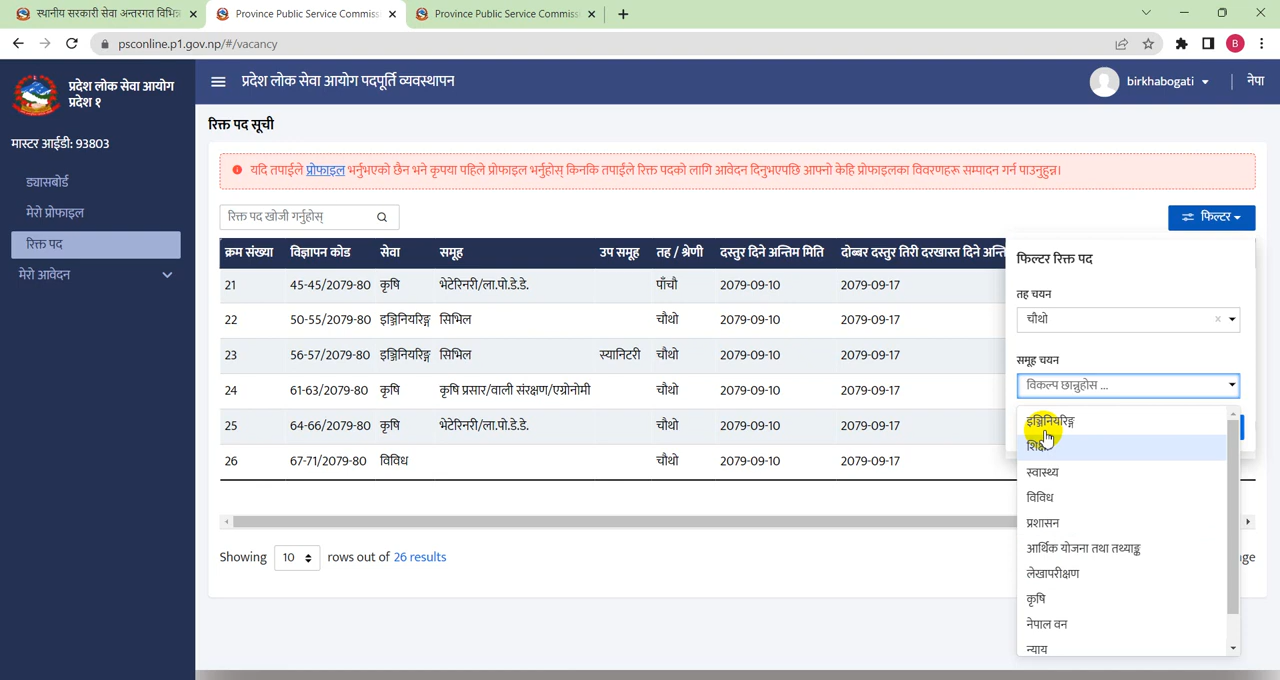 स्थानीय सरकारी सेवा अन्तरगत विभि
Province Public Service Commiss
Province Public Service Commiss
psconline.p1.gov.np/#/vacancy
B
प्रदेश लोक सेवा आयोग
प्रदेश १
प्रदेश लोक सेवा आयोग पदपूर्ति व्यवस्थापन
birkhabogati
नेपा
मास्टर आईडी: 93803
ड्यासबोर्ड
मेरो प्रोफाइल
रिक्त पद
मेरो आवेदन
रिक्त पद सूची
यदि तपाईले प्रोफाइल भर्नुभएको छैन भने कृपया पहिले प्रोफाइल भर्नुहोस् किनकि तपाईले रिक्त पदको लागि आवेदन दिनुभएपछि आफ्नो केहि प्रोफाइलका विवरणहरू सम्पादन गर्न पाउनुहुन्न।
रिक्त पद खोजी गर्नुहोस्
फिल्टर
क्रम संख्या विज्ञापन कोड सेवा समूह उप समूह तह / श्रेणी दस्तुर दिने अन्तिम मिति दोब्बर दस्तुर तिरी दरखास्त दिने अन्ति
21 45-45/2079-80 कृषि भेटेरिनरी/ला.पो.डे.डे. पाँचौ 2079-09-10 2079-09-17
22 50-55/2079-80 इञ्जिनियरिङ्ग सिभिल चौथो 2079-09-10 2079-09-17
23 56-57/2079-80 इञ्जिनियरिङ्ग सिभिल स्यानिटरी चौथो 2079-09-10 2079-09-17
24 61-63/2079-80 कृषि कृषि प्रसार/वाली संरक्षण/एग्रोनोमी चौथो 2079-09-10 2079-09-17
25 64-66/2079-80 कृषि भेटेरिनरी/ला.पो.डे.डे. चौथो 2079-09-10 2079-09-17
26 67-71/2079-80 विविध चौथो 2079-09-10 2079-09-17
Showing 10 rows out of 26 results
फिल्टर रिक्त पद
तह चयन
चौथो
समूह चयन
विकल्प छान्नुहोस ...
इञ्जिनियरिङ्ग
स्वास्थ्य
विविध
प्रशासन
आर्थिक योजना तथा तथ्याङ्क
लेखापरीक्षण
कृषि
नेपाल वन
न्याय